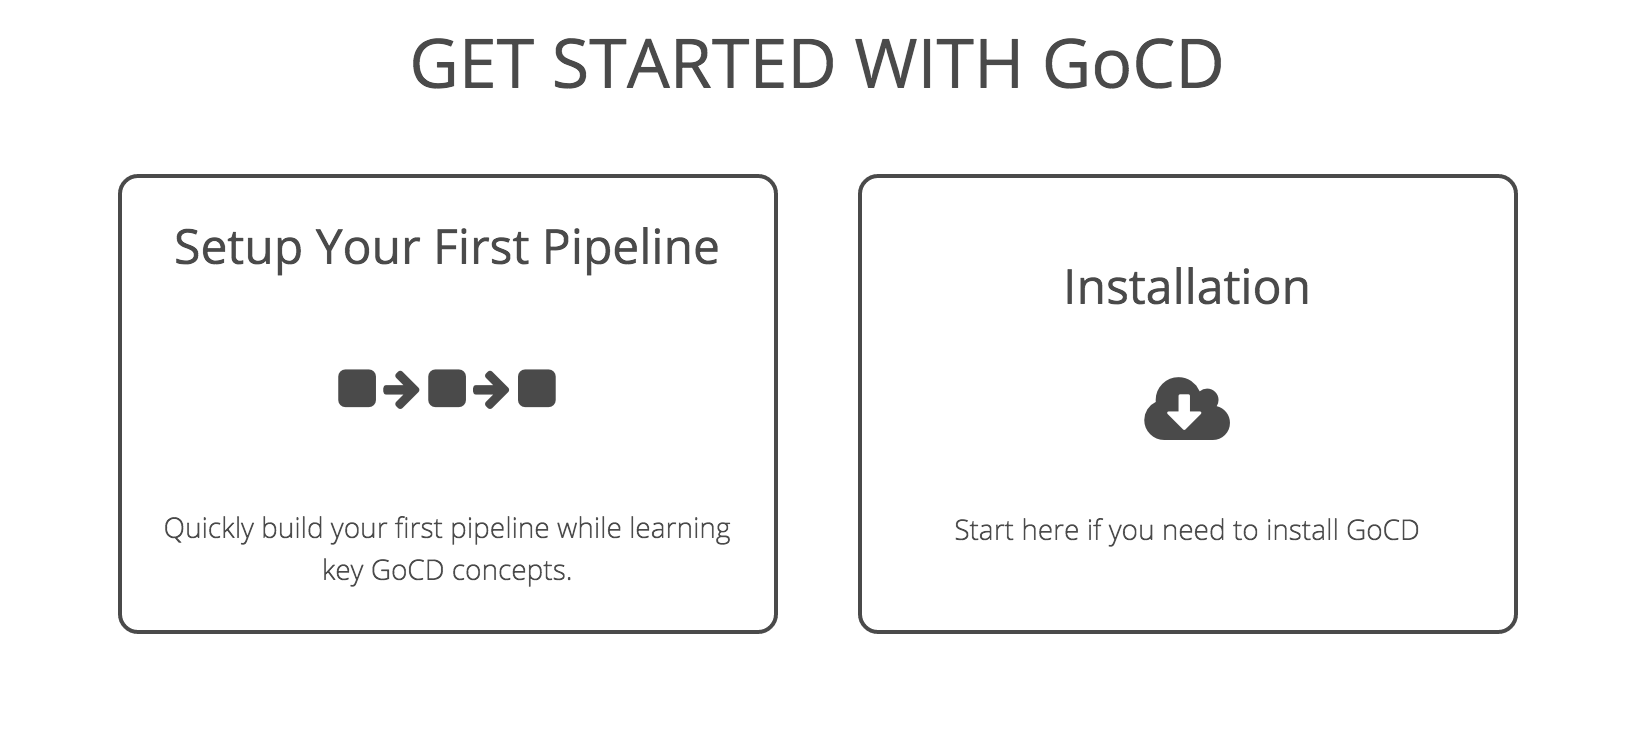 GET STARTED WITH GoCD
Setup Your First Pipeline
Quickly build your first pipeline while learning
key GoCD concepts.
Installation
Start here if you need to install GoCD